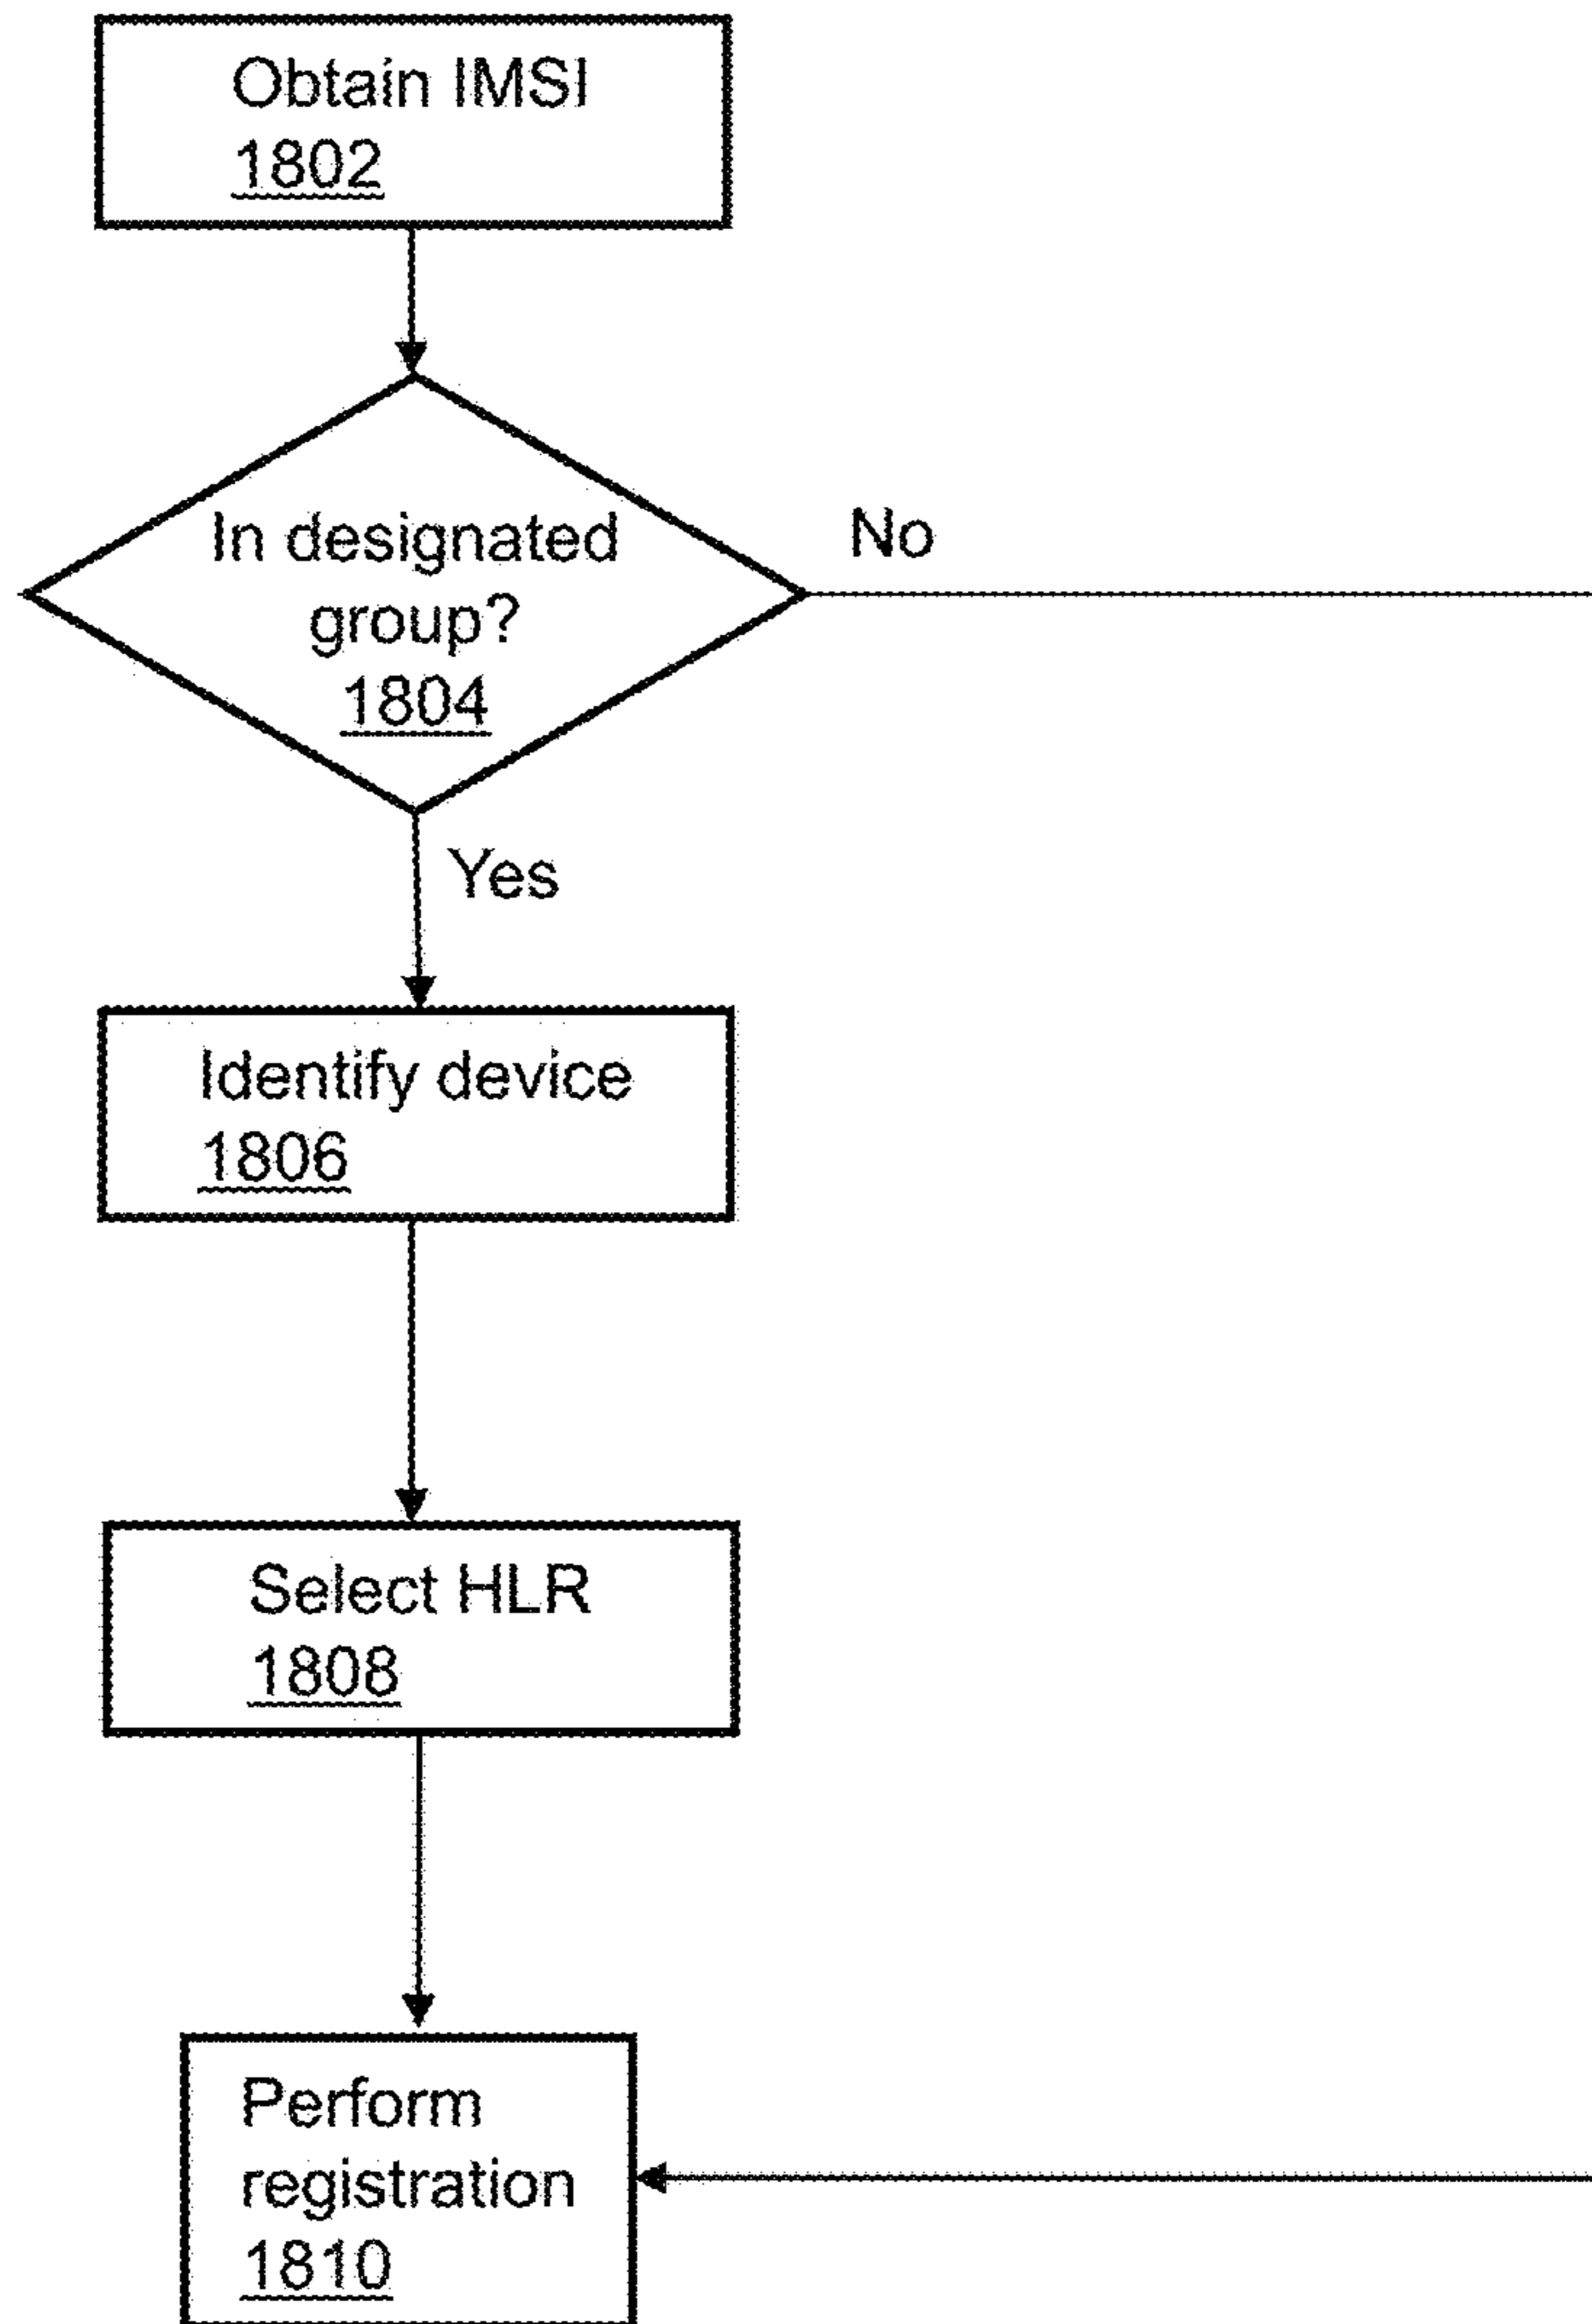 Obtain IMSI
1802
In designated
group?
1804
No
Yes
Identify device
1806
Select HLR
1808
Perform
registration
1810